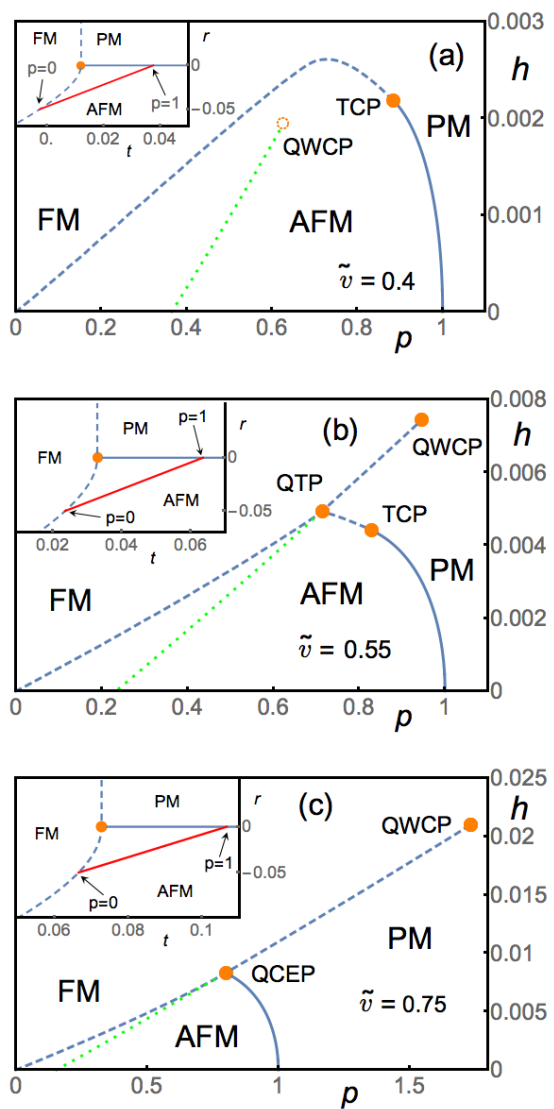 FM PM r 0.003
(a) h
p=0 0
TCP
p=1 0.002
AFM −0.05 PM
0. 0.02 0.04
t QWCP
FM AFM 0.001
ṽ = 0.4
0
0 0.2 0.4 0.6 0.8 1
p
0.008
p=1 r (b) h
PM QWCP
FM 0 0.006
QTP
AFM TCP
p=0 −0.05
0.02 0.04 0.06 0.004
t
FM AFM PM
0.002
ṽ = 0.55
0
0 0.2 0.4 0.6 0.8 1
p
0.025
r (c) h
PM QWCP
0 0.02
FM
p=1
−0.05 0.015
p=0 AFM
0.06 0.08 0.1 PM
t 0.01
FM QCEP
ṽ = 0.75 0.005
AFM
0
0 0.5 1 1.5
p